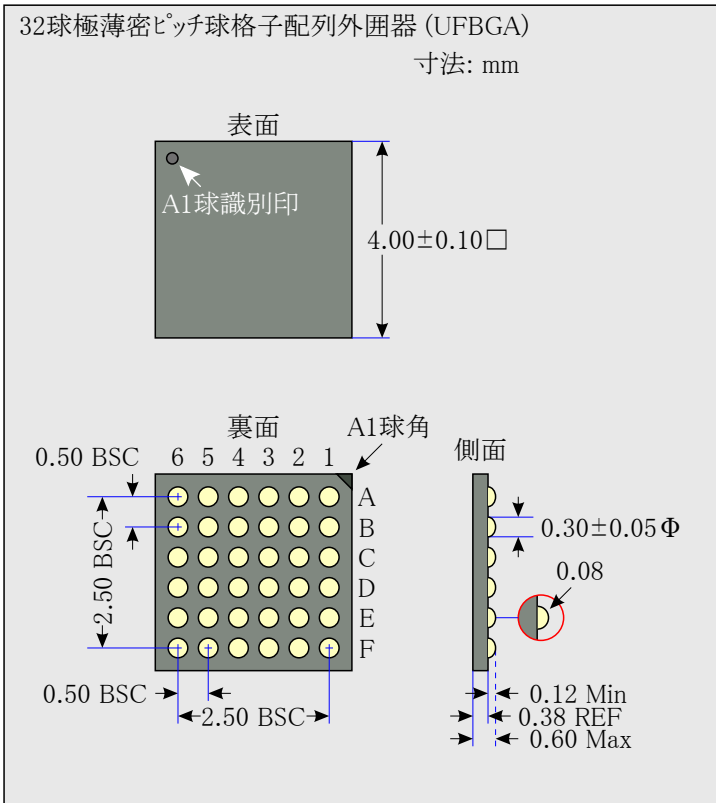 32球極薄密ﾋﾟｯﾁ球格子配列外囲器 (UFBGA)
寸法: mm
表面
A1球識別印
4.00±0.10□
裏面
A1球角
側面
0.50 BSC
6 5 4 3 2 1
A
B
C
D
E
F
2.50 BSC
0.30±0.05Φ
0.08
0.50 BSC
2.50 BSC
0.12 Min
0.38 REF
0.60 Max